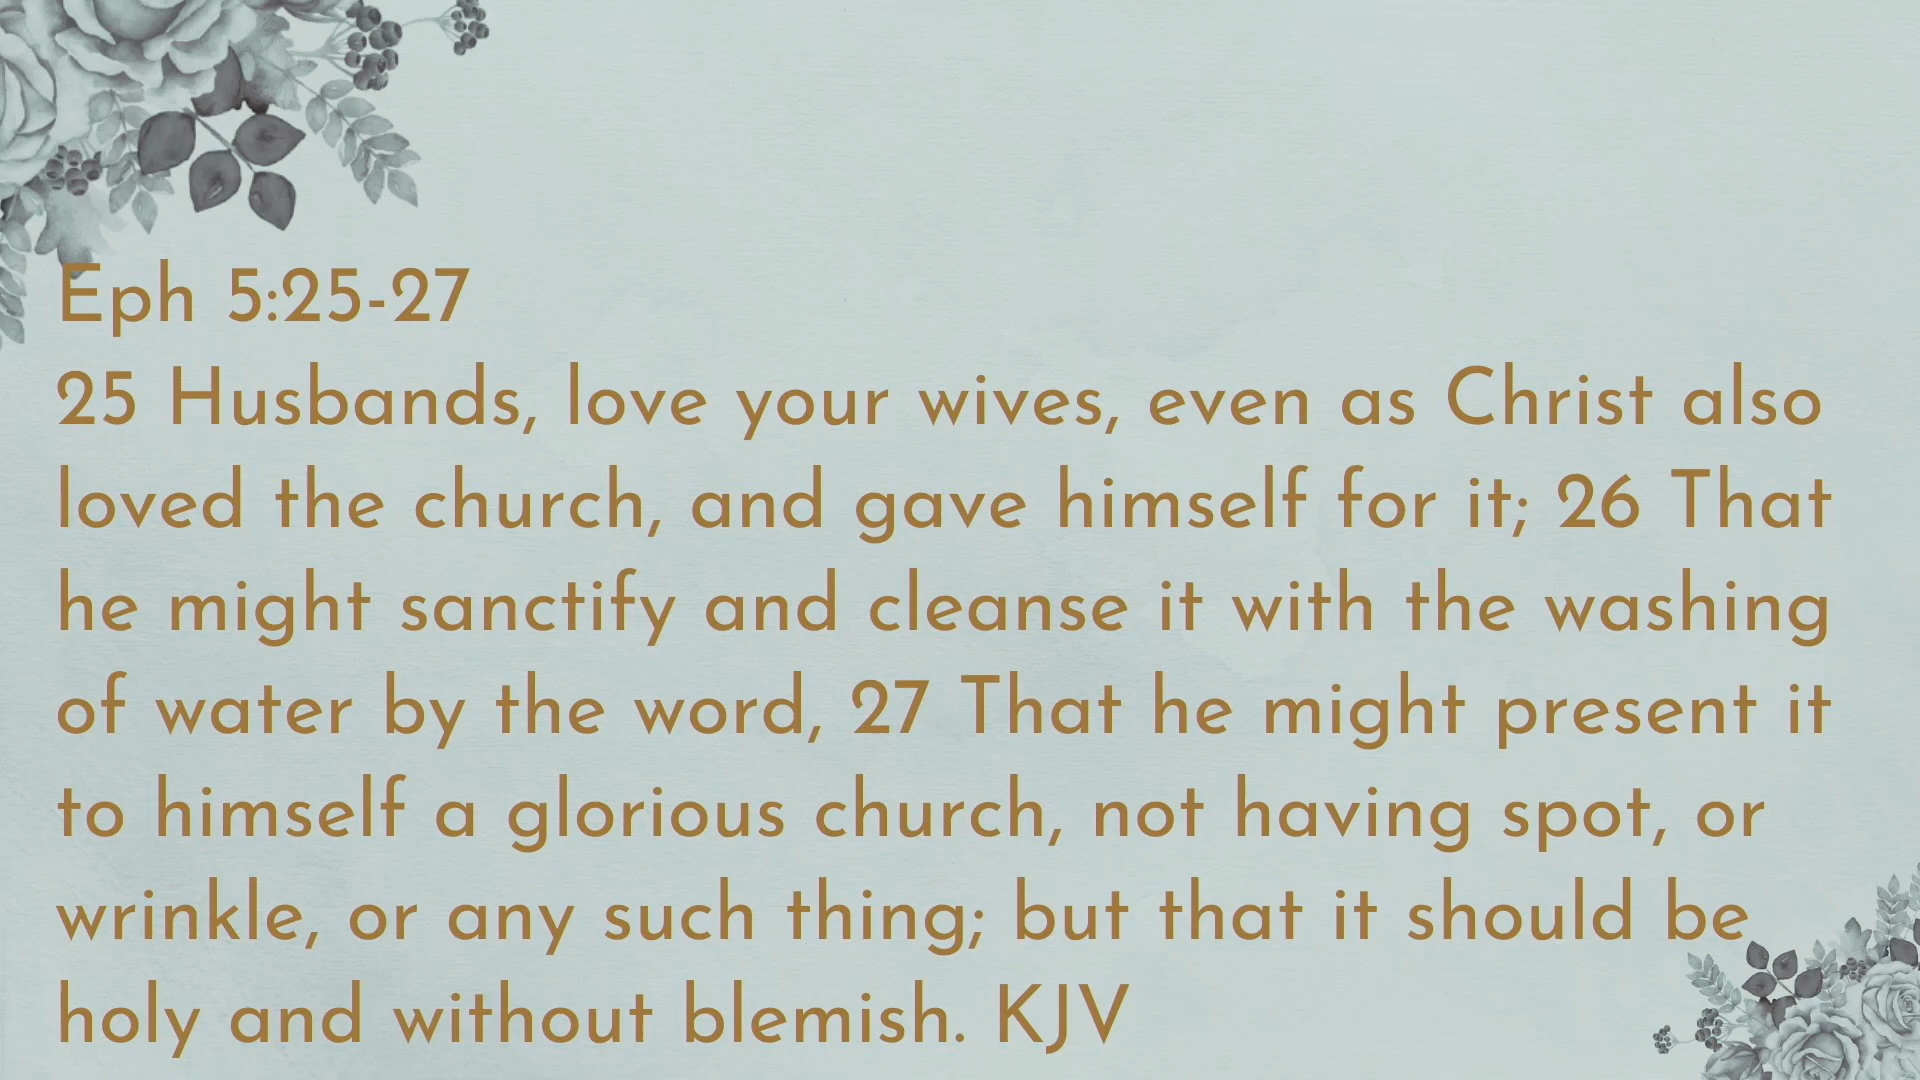 Eph 5:25-27
25 Husbands, love your wives, even as Christ also
loved the church, and gave himself for it; 26 That
he might sanctify and cleanse it with the washing
of water by the word, 27 That he might present it
to himself a glorious church, not having spot, or
wrinkle, or any such thing; but that it should be
holy and without blemish. KJV